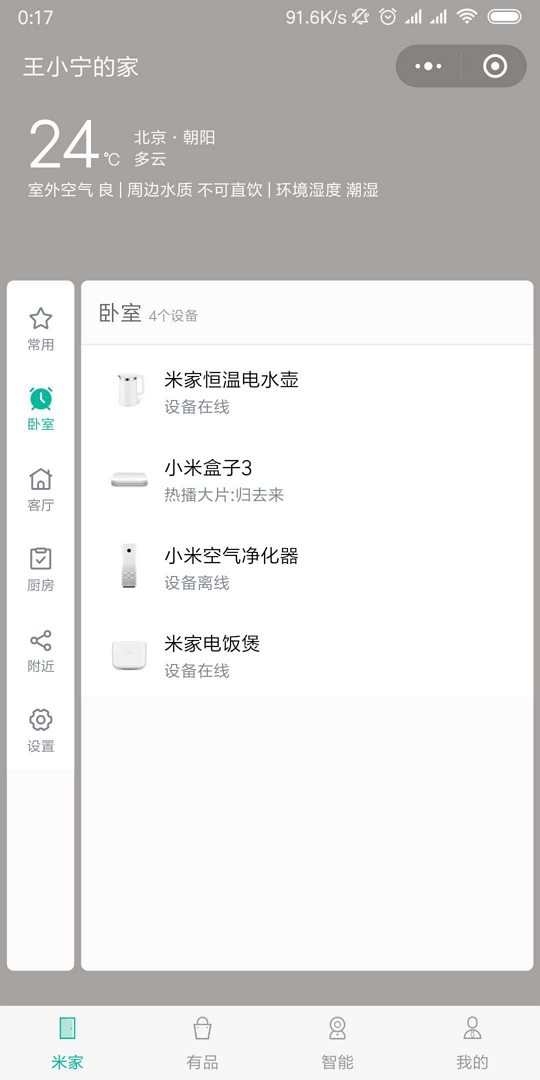 0:17 91.6K/s
王小宁的家
24℃ 北京 · 朝阳
多云
室外空气 良 | 周边水质 不可直饮 | 环境湿度 潮湿
常用
卧室
客厅
厨房
附近
设置
卧室 4个设备
米家恒温电水壶
设备在线
小米盒子3
热播大片:归去来
小米空气净化器
设备离线
米家电饭煲
设备在线
米家 有品 智能 我的